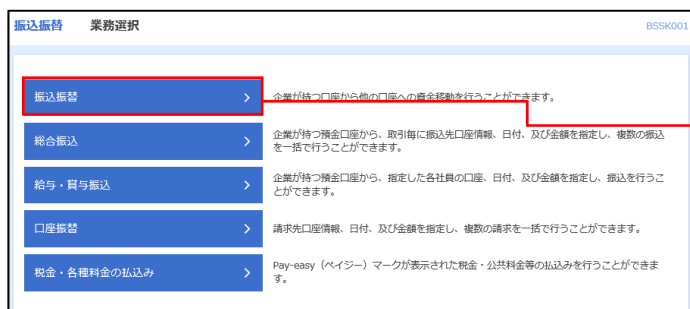 振込振替 業務選択 BSSK001
振込振替
企業が持つ口座から他の口座への資金移動を行うことができます。
総合振込
企業が持つ預金口座から、取引毎に振込先口座情報、日付、及び金額を指定し、複数の振込
を一括で行うことができます。
給与・賞与振込
企業が持つ預金口座から、指定した各社員の口座、日付、及び金額を指定し、振込を行うこ
とができます。
口座振替
請求先口座情報、日付、及び金額を指定し、複数の請求を一括で行うことができます。
税金・各種料金の払込み
Pay-easy（ペイジー）マークが表示された税金・公共料金等の払込みを行うことができま
す。